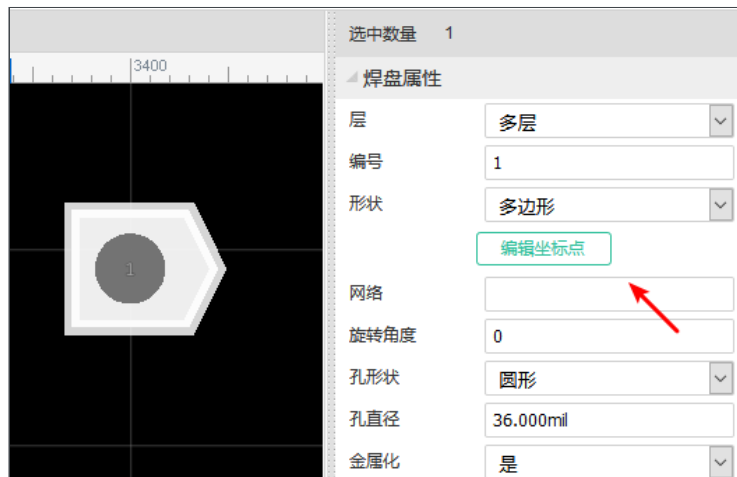 3400
1
选中数量 1
焊盘属性
层 多层
编号 1
形状 多边形
编辑坐标点
网络
旋转角度 0
孔形状 圆形
孔直径 36.000mil
金属化 是